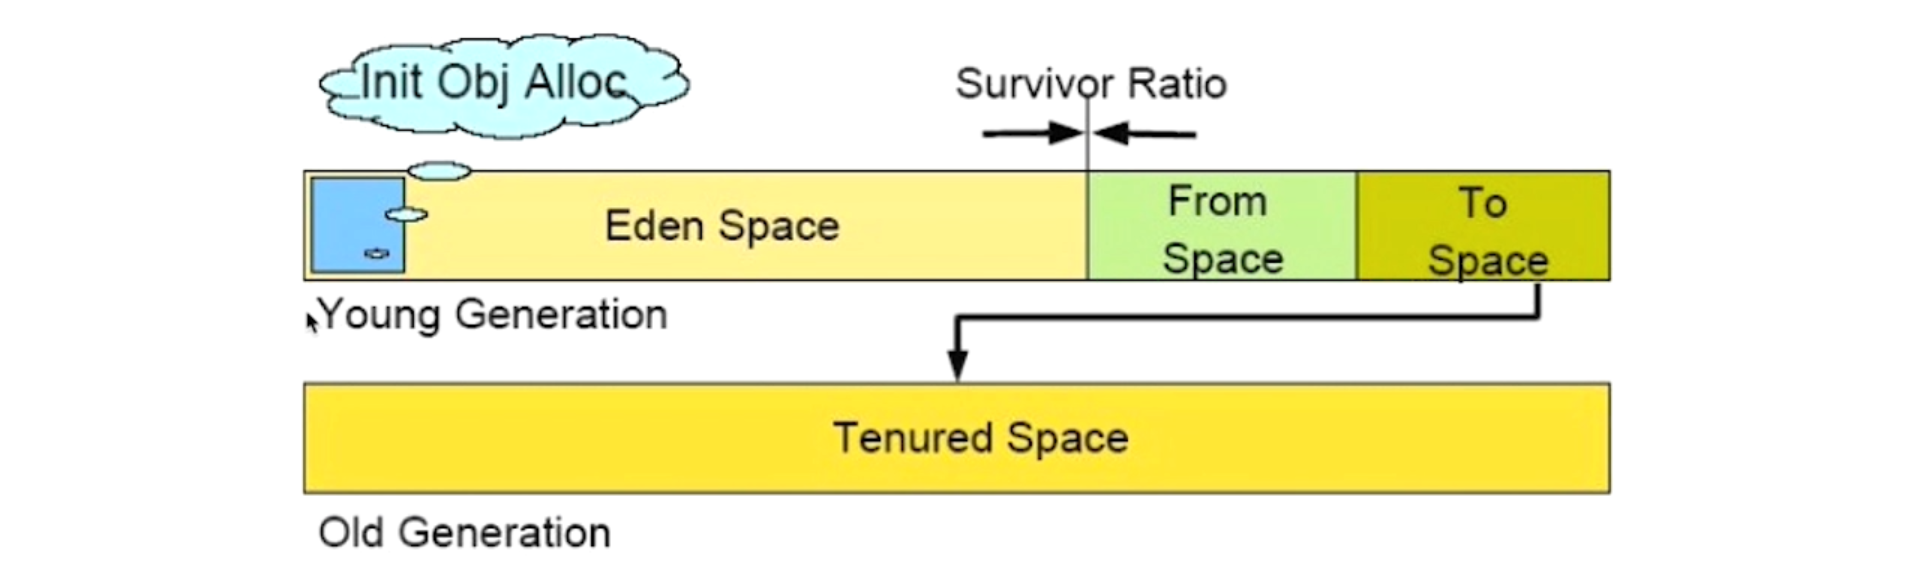 Init Obj Alloc
Survivor Ratio
Eden Space
From
Space
To
Space
Young Generation
Tenured Space
Old Generation